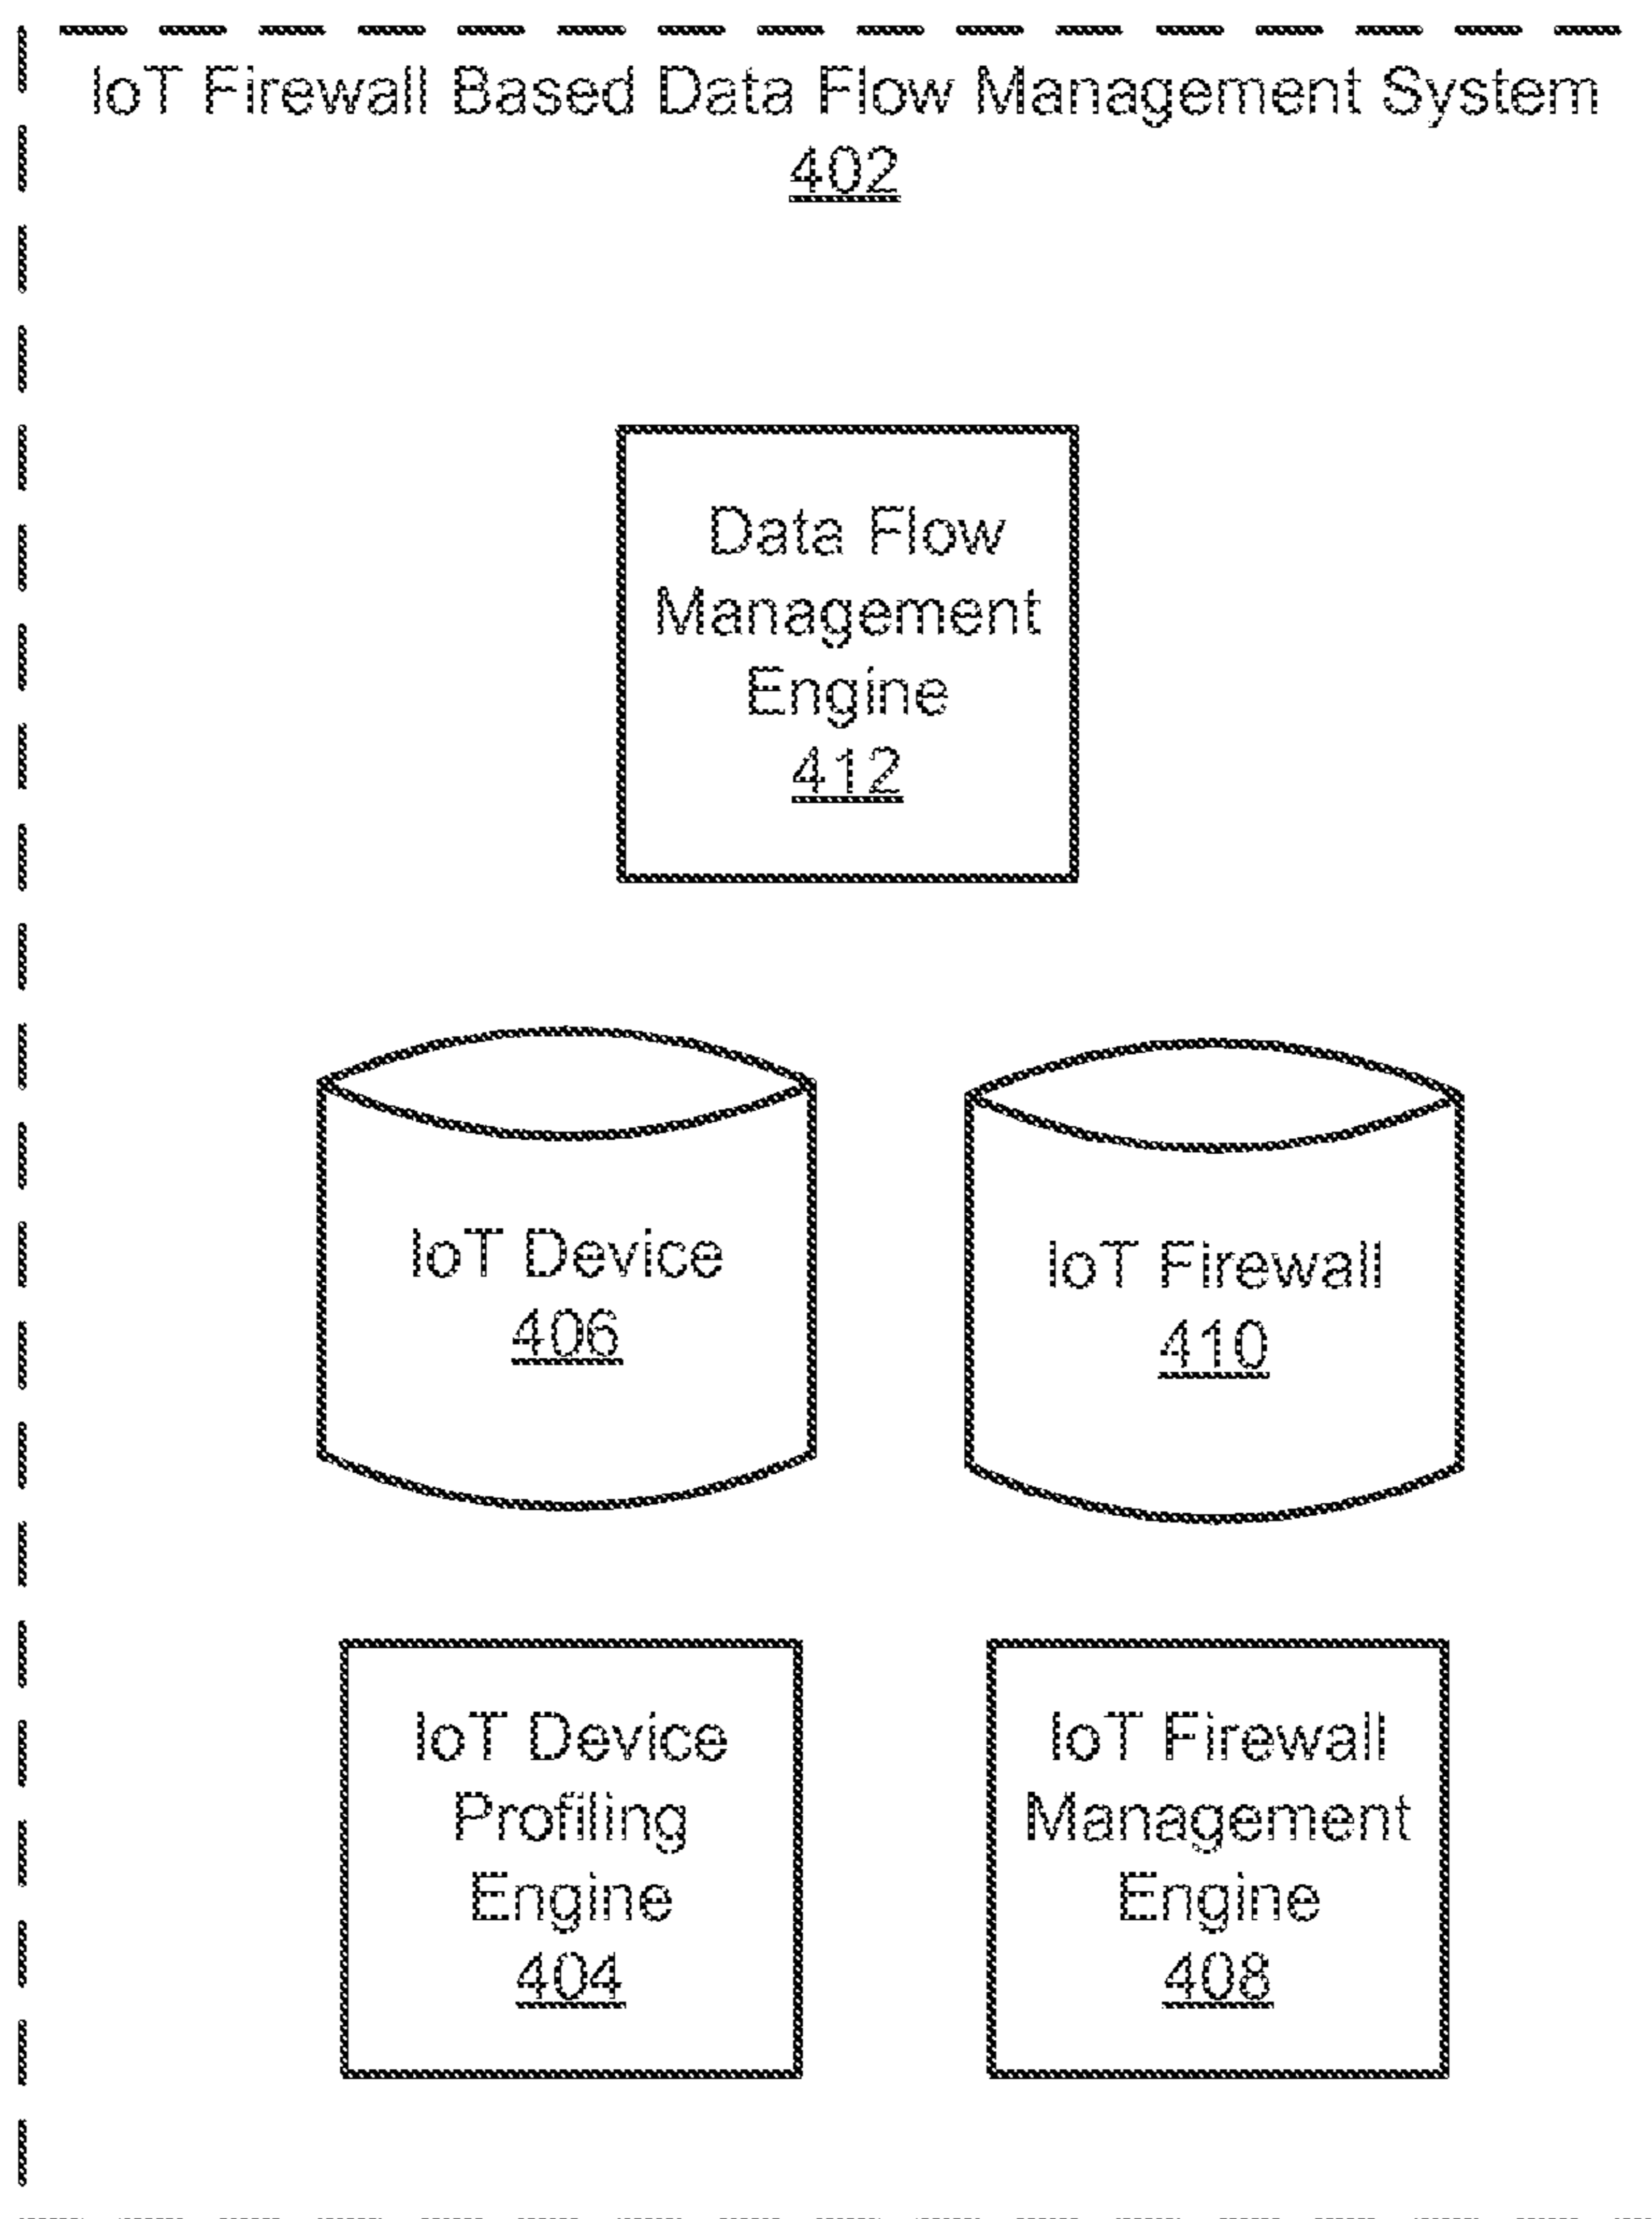 IoT Firewall Based Data Flow Management System
402
Data Flow
Management
Engine
412
IoT Device
406
IoT Firewall
410
IoT Device
Profiling
Engine
404
IoT Firewall
Management
Engine
408